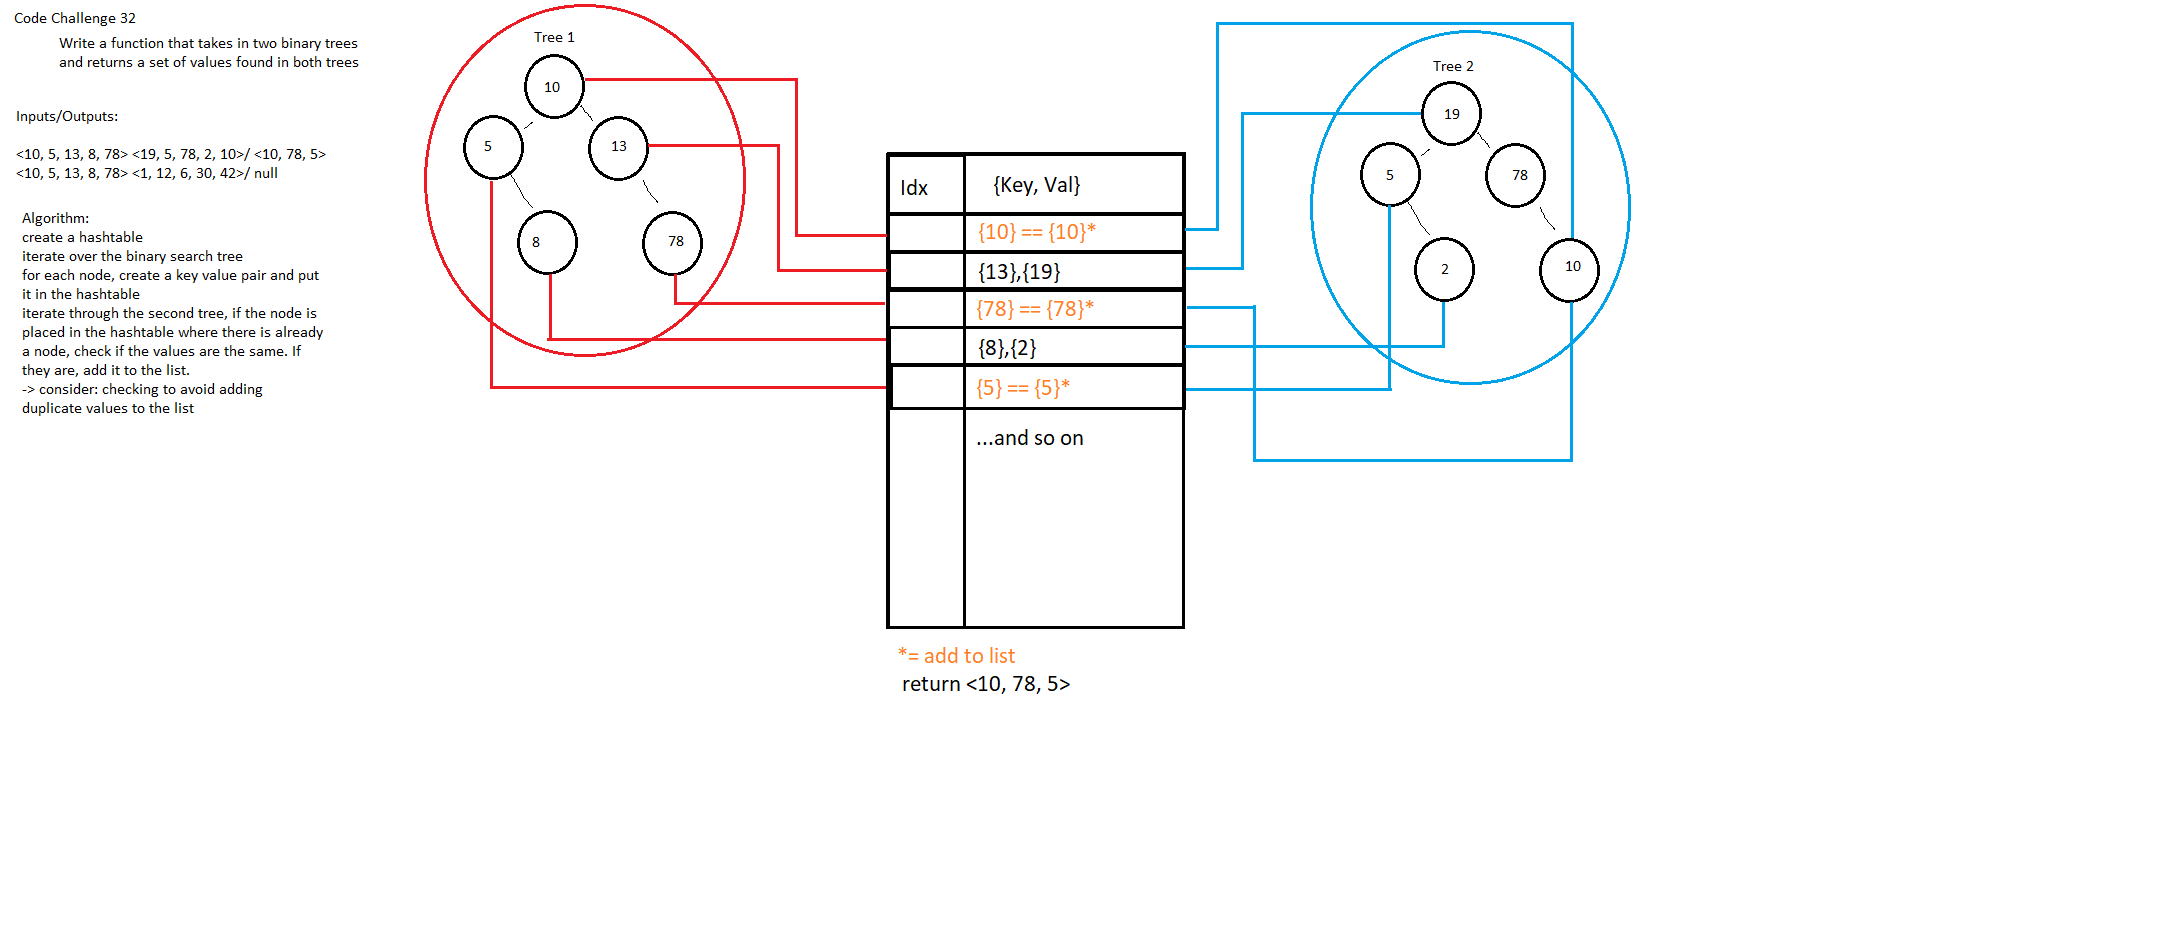 Code Challenge 32
Write a function that takes in two binary trees
and returns a set of values found in both trees
Inputs/Outputs:
<10, 5, 13, 8, 78> <19, 5, 78, 2, 10>/ <10, 78, 5>
<10, 5, 13, 8, 78> <1, 12, 6, 30, 42>/ null
Algorithm:
create a hashtable
iterate over the binary search tree
for each node, create a key value pair and put
it in the hashtable
iterate through the second tree, if the node is
placed in the hashtable where there is already
a node, check if the values are the same. If
they are, add it to the list.
-> consider: checking to avoid adding
duplicate values to the list
Tree 1
10
5
13
8
78
Idx
{Key, Val}
{10} == {10}*
{13},{19}
{78} == {78}*
{8},{2}
{5} == {5}*
...and so on
*= add to list
return <10, 78, 5>
Tree 2
19
5
78
2
10